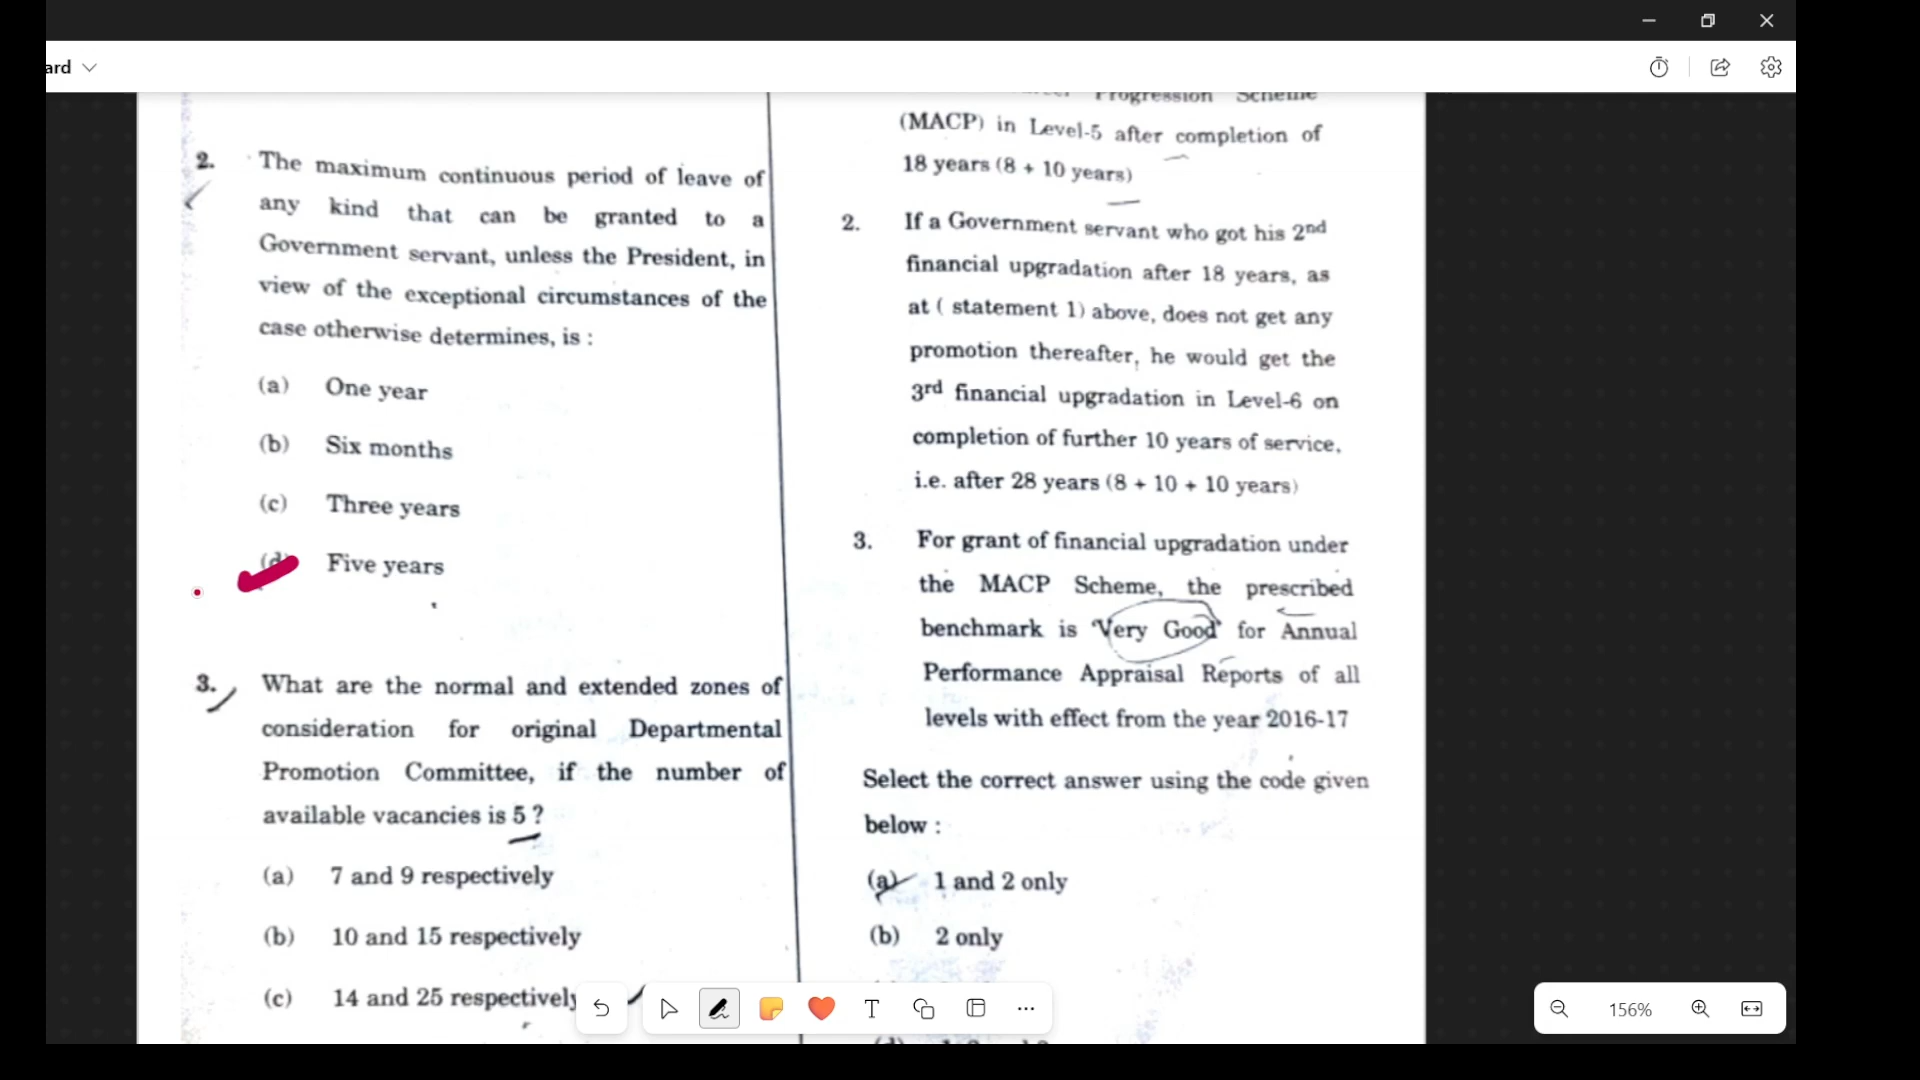 ard
2. The maximum continuous period of leave of
any kind that can be granted to a
Government servant, unless the President, in
view of the exceptional circumstances of the
case otherwise determines, is :
(a) One year
(b) Six months
(c) Three years
(d) Five years
3. What are the normal and extended zones of
consideration for original Departmental
Promotion Committee, if the number of
available vacancies is 5 ?
(a) 7 and 9 respectively
(b) 10 and 15 respectively
(c) 14 and 25 respectively
Progression Scheme
(MACP) in Level-5 after completion of
18 years (8 + 10 years)
2. If a Government servant who got his 2nd
financial upgradation after 18 years, as
at ( statement 1) above, does not get any
promotion thereafter, he would get the
3rd financial upgradation in Level-6 on
completion of further 10 years of service,
i.e. after 28 years (8 + 10 + 10 years)
3. For grant of financial upgradation under
the MACP Scheme, the prescribed
benchmark is 'Very Good' for Annual
Performance Appraisal Reports of all
levels with effect from the year 2016-17
Select the correct answer using the code given
below :
(a) 1 and 2 only
(b) 2 only
T
156%